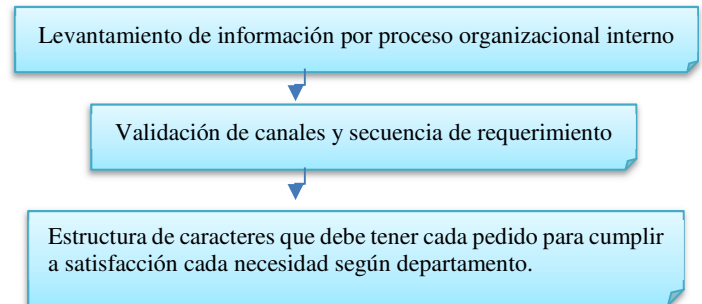 Levantamiento de información por proceso organizacional interno
Validación de canales y secuencia de requerimiento
Estructura de caracteres que debe tener cada pedido para cumplir
a satisfacción cada necesidad según departamento.